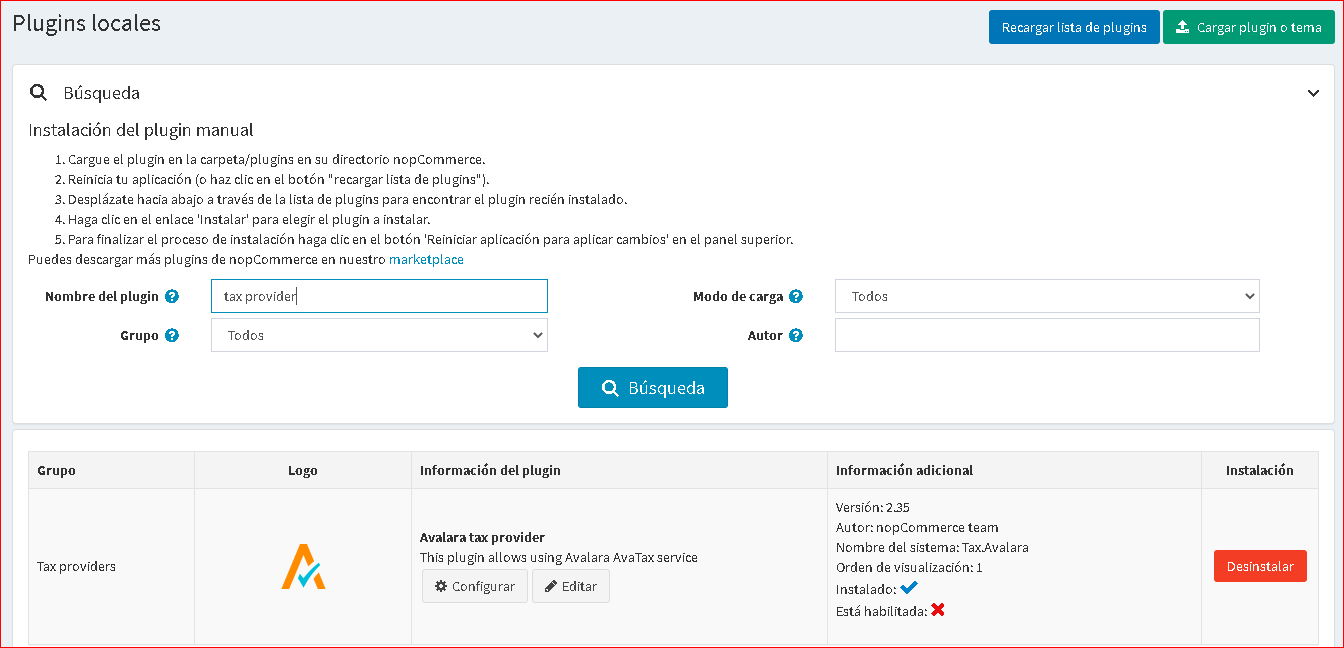 Plugins locales
Recargar lista de plugins
Cargar plugin o tema
Búsqueda
Instalación del plugin manual
1. Cargue el plugin en la carpeta/plugins en su directorio nopCommerce.
2. Reinicia tu aplicación (o haz clic en el botón "recargar lista de plugins").
3. Desplázate hacia abajo a través de la lista de plugins para encontrar el plugin recién instalado.
4. Haga clic en el enlace 'Instalar' para elegir el plugin a instalar.
5. Para finalizar el proceso de instalación haga clic en el botón 'Reiniciar aplicación para aplicar cambios' en el panel superior.
Puedes descargar más plugins de nopCommerce en nuestro marketplace
Nombre del plugin ? tax provider
Modo de carga ? Todos
Grupo ? Todos
Autor ?
Búsqueda
Grupo Logo Información del plugin Información adicional Instalación
Tax providers
Avalara tax provider
This plugin allows using Avalara AvaTax service
Configurar Editar
Versión: 2.35
Autor: nopCommerce team
Nombre del sistema: Tax.Avalara
Orden de visualización: 1
Instalado:
Está habilitada:
Desinstalar